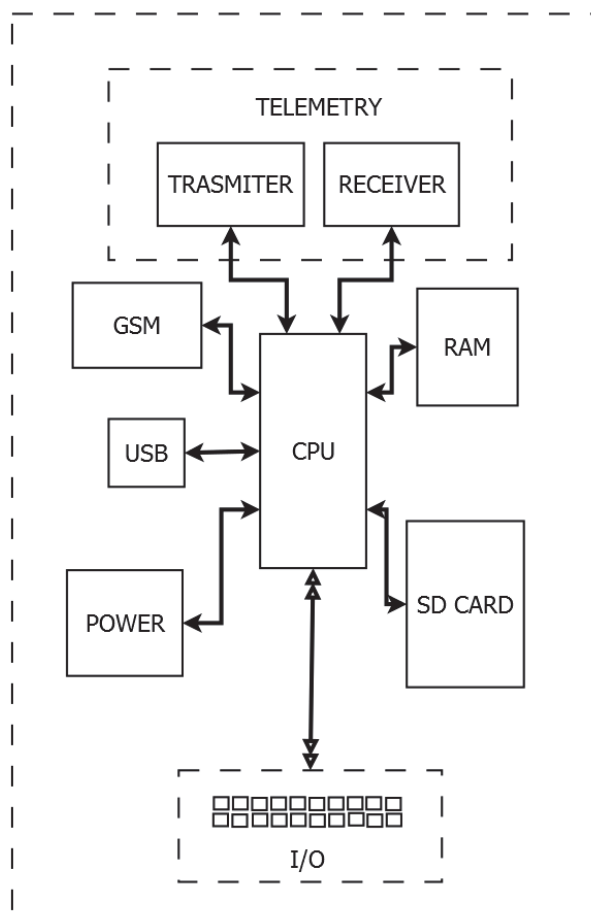 TELEMETRY
TRASMITER
RECEIVER
GSM
RAM
USB
CPU
POWER
SD CARD
I/O